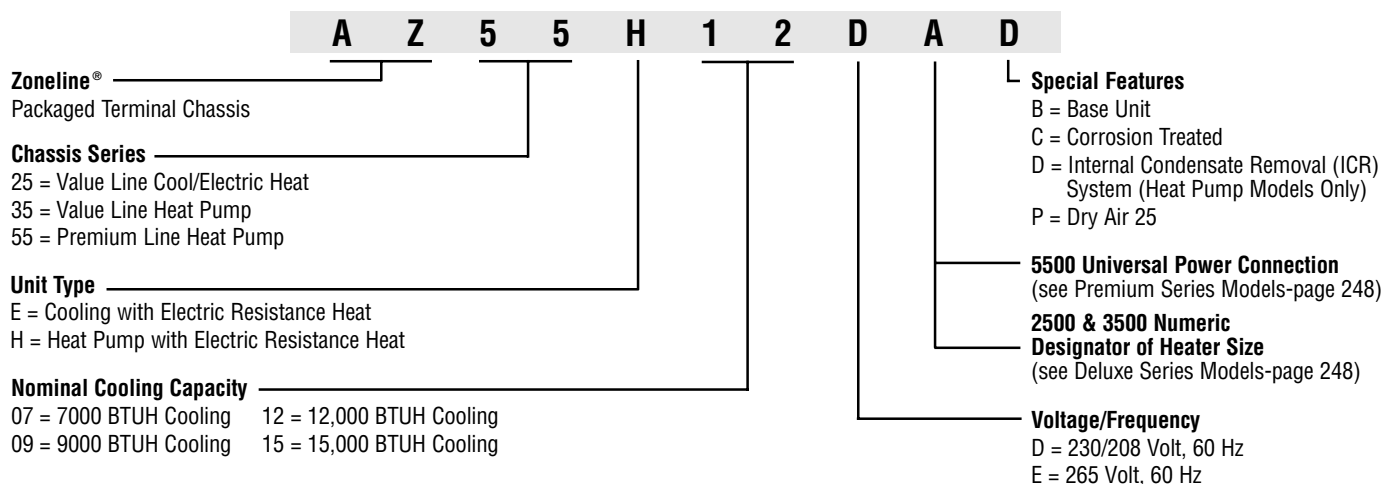 A Z 5 5 H 1 2 D A D
Zoneline®
Packaged Terminal Chassis
Chassis Series
25 = Value Line Cool/Electric Heat
35 = Value Line Heat Pump
55 = Premium Line Heat Pump
Unit Type
E = Cooling with Electric Resistance Heat
H = Heat Pump with Electric Resistance Heat
Nominal Cooling Capacity
07 = 7000 BTUH Cooling 12 = 12,000 BTUH Cooling
09 = 9000 BTUH Cooling 15 = 15,000 BTUH Cooling
Special Features
B = Base Unit
C = Corrosion Treated
D = Internal Condensate Removal (ICR)
System (Heat Pump Models Only)
P = Dry Air 25
5500 Universal Power Connection
(see Premium Series Models-page 248)
2500 & 3500 Numeric
Designator of Heater Size
(see Deluxe Series Models-page 248)
Voltage/Frequency
D = 230/208 Volt, 60 Hz
E = 265 Volt, 60 Hz